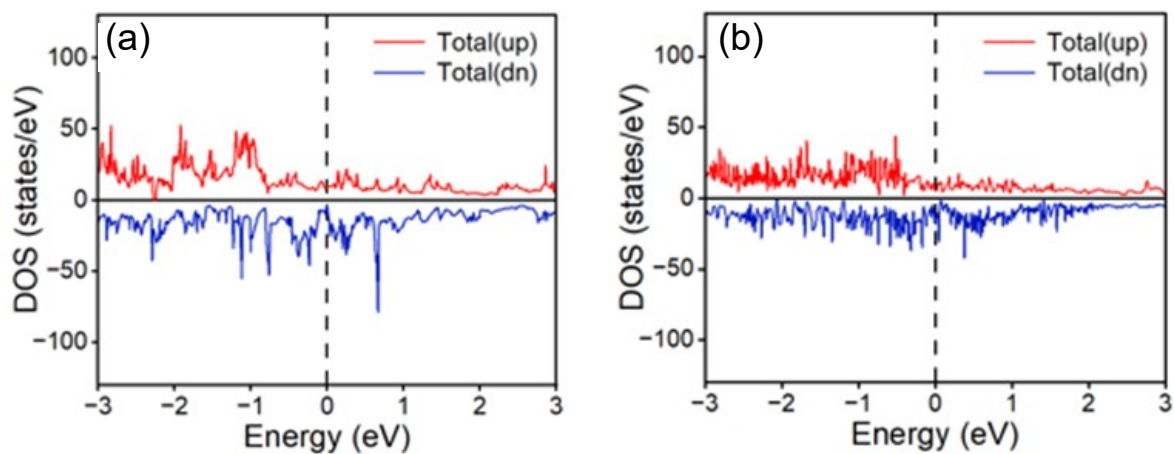 (a)
Total(up)
Total(dn)
DOS (states/eV)
100
50
0
−50
−100
−3 −2 −1 0 1 2 3
Energy (eV)
(b)
Total(up)
Total(dn)
DOS (states/eV)
100
50
0
−50
−100
−3 −2 −1 0 1 2 3
Energy (eV)